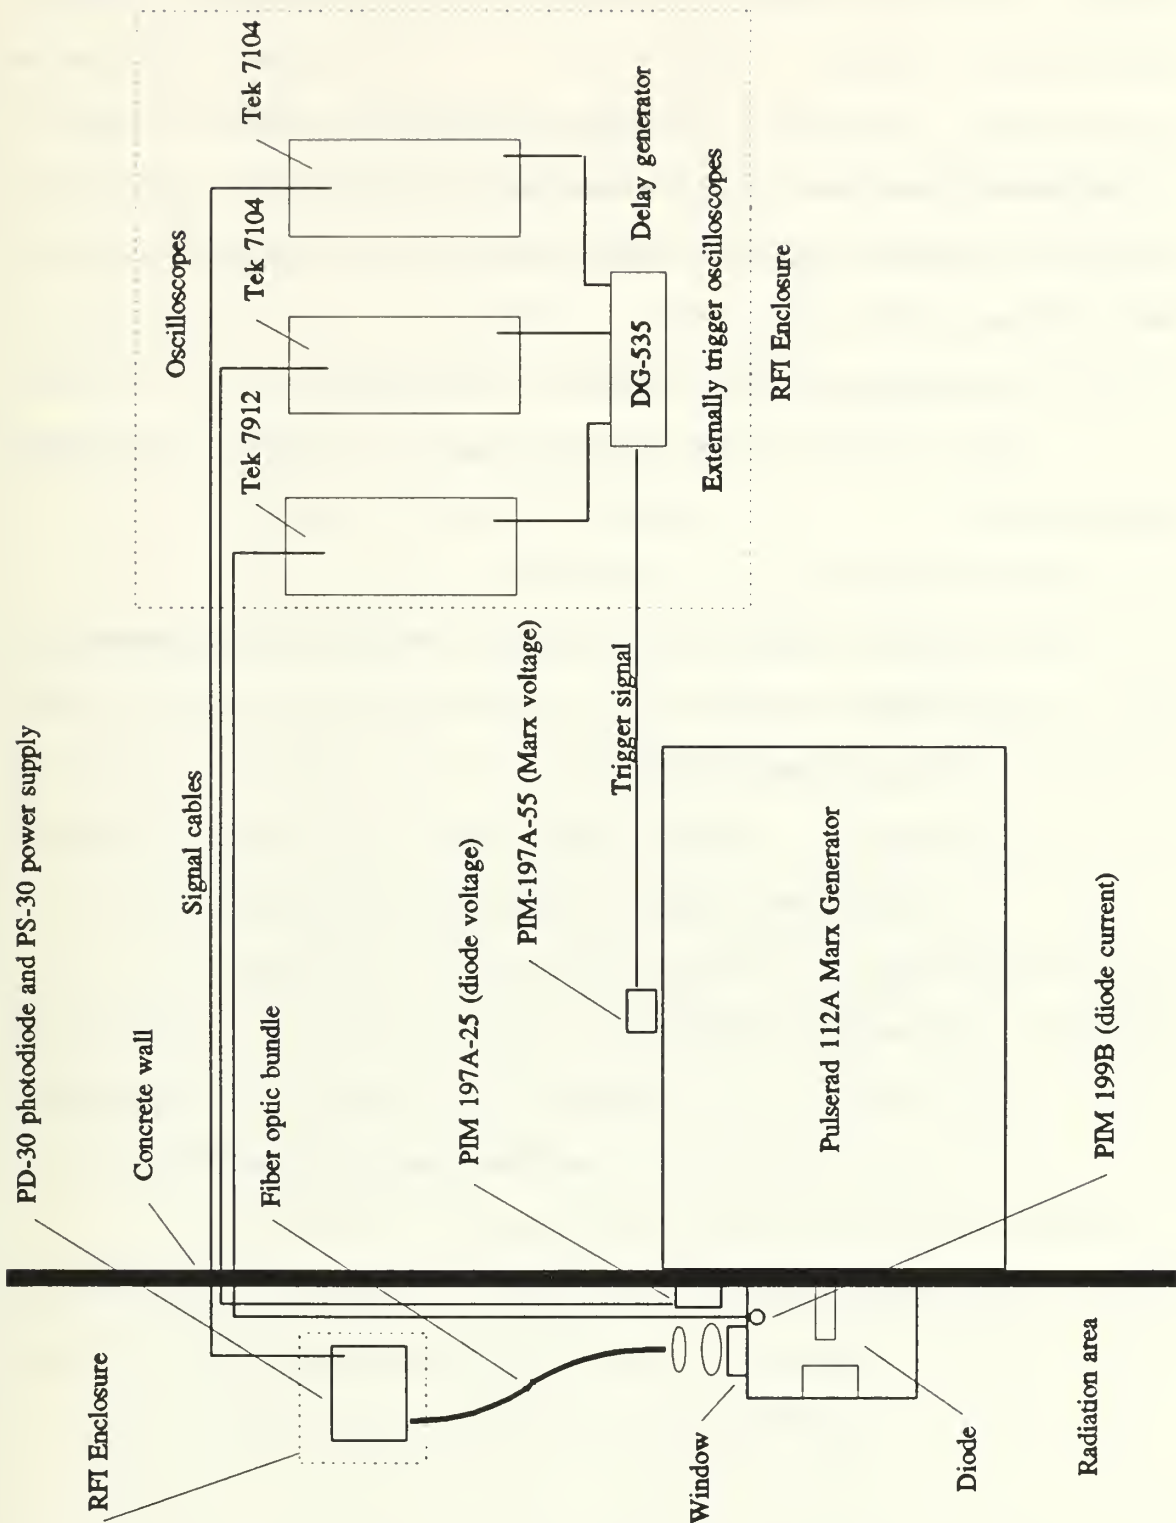 PD-30 photodiode and PS-30 power supply
RFI Enclosure
Concrete wall
Signal cables
Oscilloscopes
Tek 7912
Tek 7104
Tek 7104
Fiber optic bundle
PIM 197A-25 (diode voltage)
PIM-197A-55 (Marx voltage)
Trigger signal
DG-535
Delay generator
Externally trigger oscilloscopes
RFI Enclosure
Window
Pulserad 112A Marx Generator
Diode
PIM 199B (diode current)
Radiation area